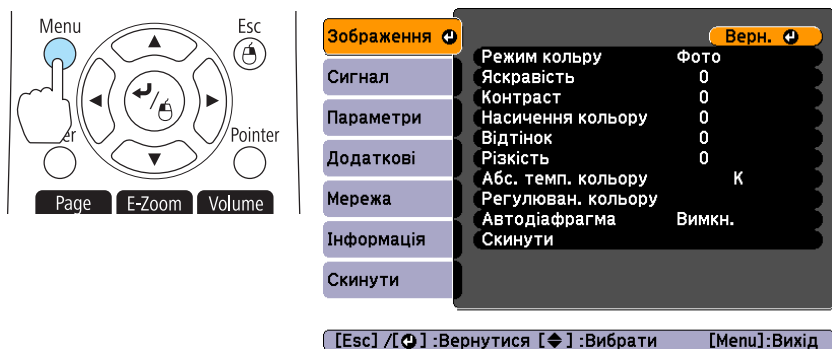 Menu
Esc
Pointer
Page
E-Zoom
Volume
Зображення
Сигнал
Параметри
Додаткові
Мережа
Інформація
Скинути
Верн.
Режим кольру Фото
Яскравість 0
Контраст 0
Насичення кольору 0
Відтінок 0
Різкість 0
Абс. темп. кольору K
Регулюван. кольору
Автодіафрагма Вимкн.
Скинути
[Esc] /[ ] :Вернутися [ ] :Вибрати [Menu]:Вихід